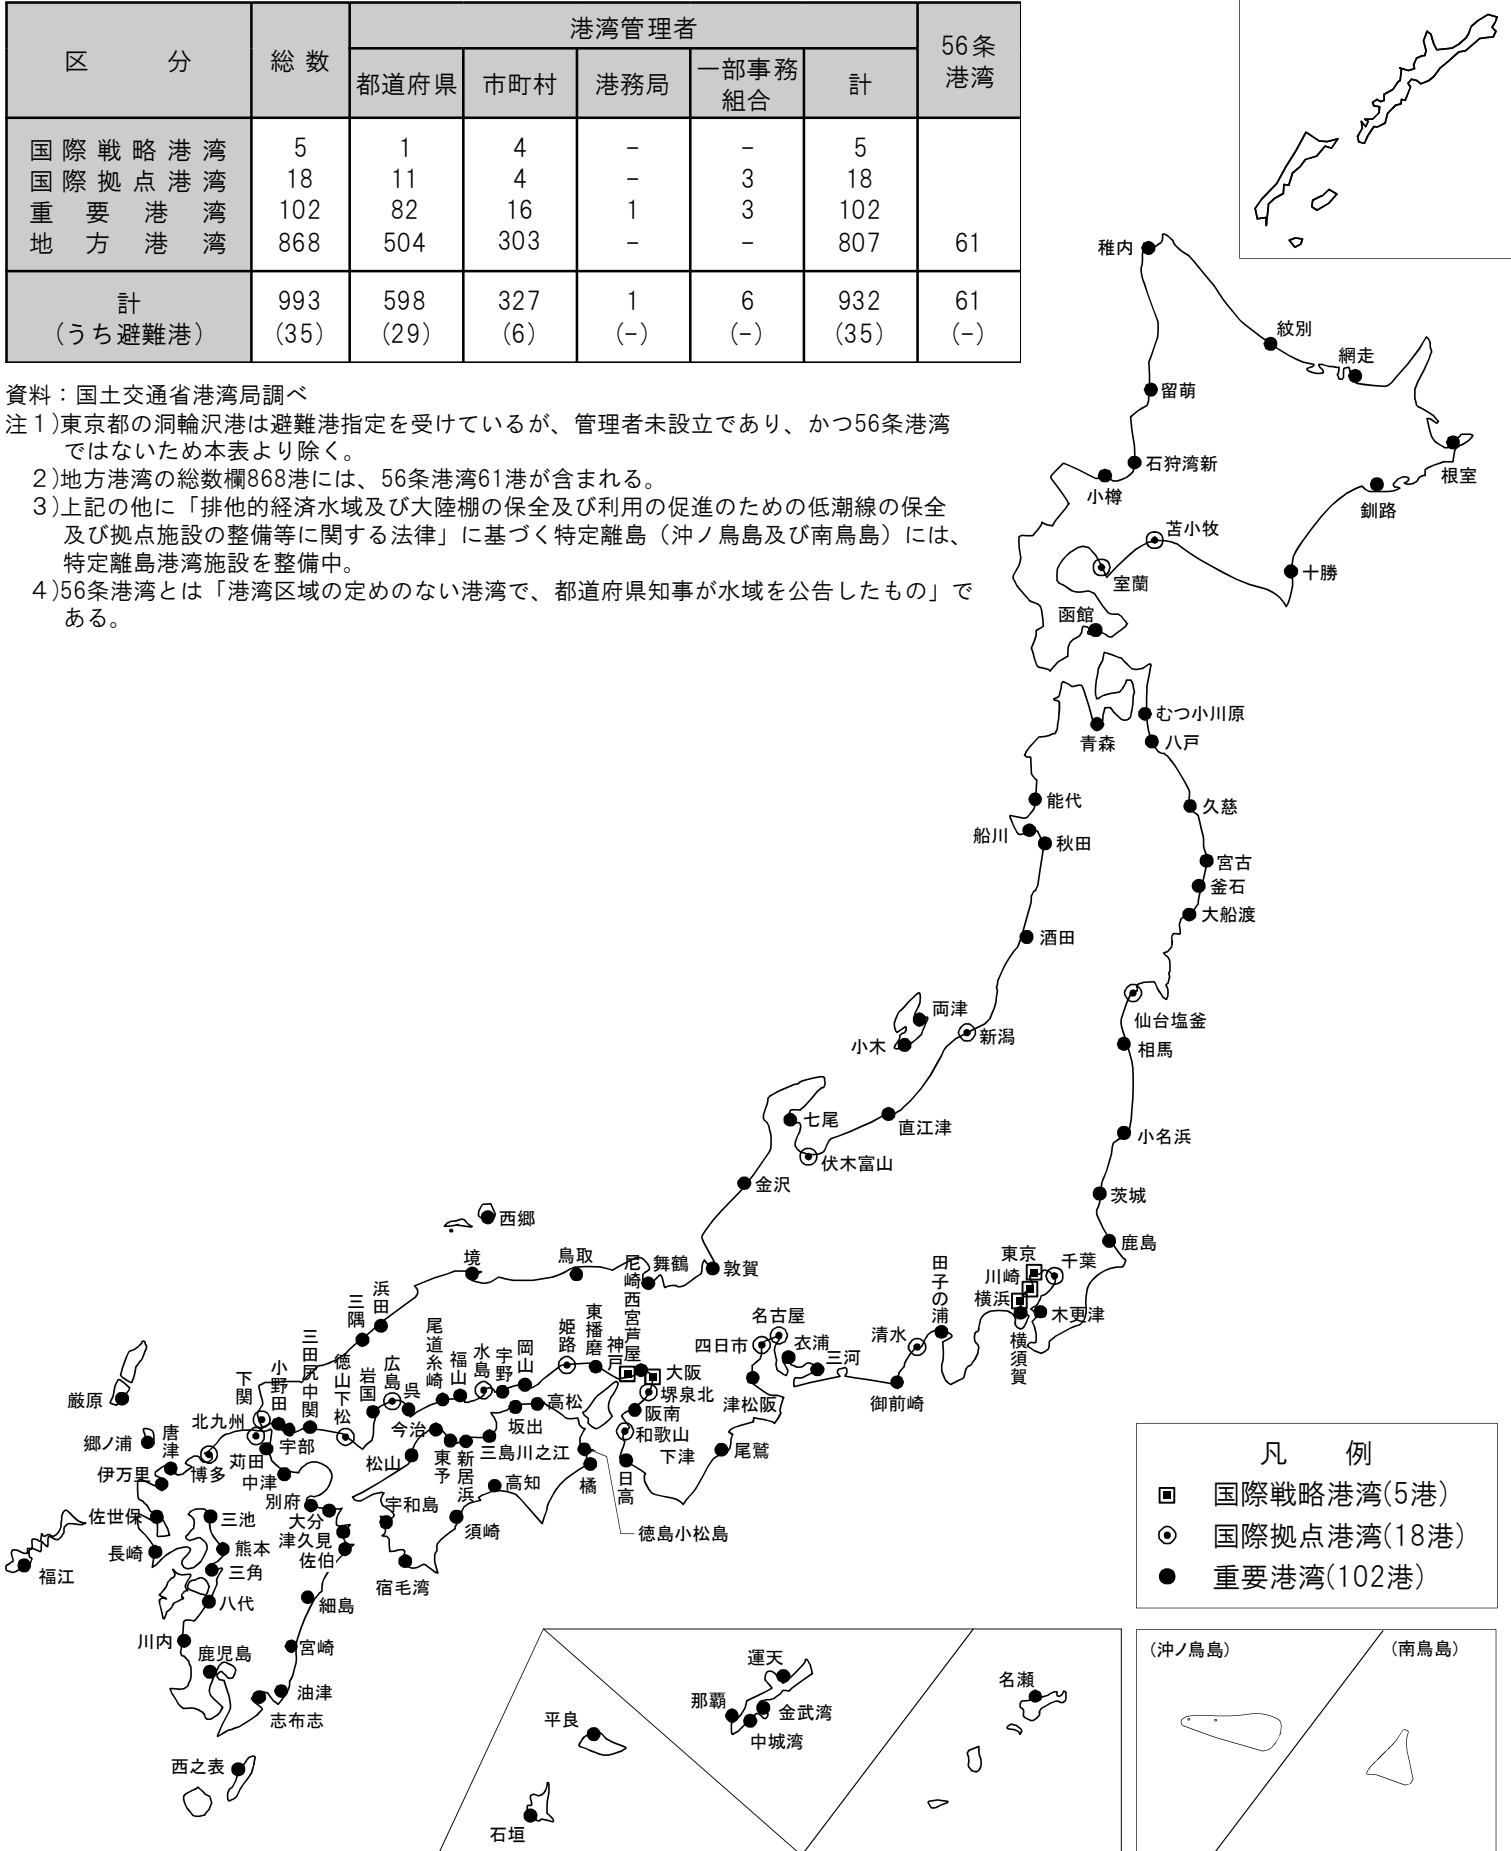 区 分 総数 港湾管理者 56条港湾
都道府県 市町村 港務局 一部事務組合 計
国際戦略港湾 5 1 4 － － 5
国際拠点港湾 18 11 4 － 3 18
重要港湾 102 82 16 1 3 102
地方港湾 868 504 303 － － 807 61
計 993 598 327 1 6 932 61
（うち避難港） （35） （29） （6） （－） （－） （35） （－）
資料：国土交通省港湾局調べ
注１)東京都の洞輪沢港は避難港指定を受けているが、管理者未設立であり、かつ56条港湾
ではないため本表より除く。
２)地方港湾の総数欄868港には、56条港湾61港が含まれる。
３)上記の他に「排他的経済水域及び大陸棚の保全及び利用の促進のための低潮線の保全
及び拠点施設の整備等に関する法律」に基づく特定離島（沖ノ鳥島及び南鳥島）には、
特定離島港湾施設を整備中。
４)56条港湾とは「港湾区域の定めのない港湾で、都道府県知事が水域を公告したもの」で
ある。
稚内
紋別
網走
留萌
石狩湾新
小樽
根室
釧路
苫小牧
十勝
室蘭
函館
むつ小川原
青森
八戸
能代
久慈
船川
秋田
宮古
釜石
大船渡
酒田
両津
仙台塩釜
新潟
小木
相馬
七尾
直江津
小名浜
伏木富山
金沢
茨城
西郷
鹿島
境
鳥取
尼崎西宮芦屋
舞鶴
敦賀
東京
千葉
川崎
横浜
木更津
横須賀
田子の浦
清水
御前崎
名古屋
四日市
衣浦
三河
津松阪
尾鷲
浜田
三隅
三田尻中関
小野田
下関
徳山下松
岩国
広島
呉
尾道糸崎
福山
水島
宇野
岡山
姫路
東播磨
神戸
大阪
堺泉北
阪南
和歌山
下津
日高
高松
坂出
三島川之江
今治
松山
東予
新居浜
高知
橘
徳島小松島
須崎
宇和島
宿毛湾
厳原
郷ノ浦
唐津
北九州
博多
苅田
宇部
中津
伊万里
佐世保
長崎
福江
三池
熊本
三角
八代
別府
大分
津久見
佐伯
細島
川内
宮崎
鹿児島
油津
志布志
西之表
平良
石垣
運天
那覇
金武湾
中城湾
名瀬
（沖ノ鳥島）
（南鳥島）
凡 例
国際戦略港湾(5港)
国際拠点港湾(18港)
重要港湾(102港)